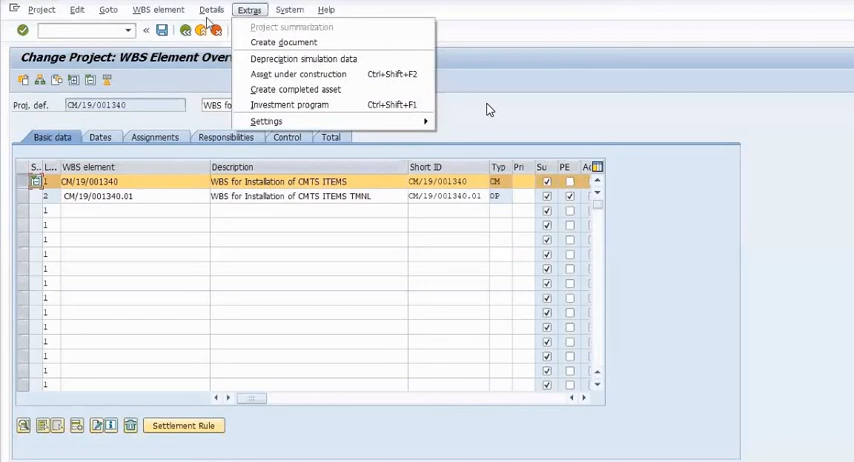 Project Edit Goto WBS element Details Extras System Help
Project summarization
Create document
Depreciation simulation data
Asset under construction Ctrl+Shift+F2
Create completed asset
Investment program Ctrl+Shift+F1
Settings
Change Project: WBS Element Over
Proj. def. CM/19/001340 WBS fo
Basic data Dates Assignments Responsibilities Control Total
S.. L... WBS element Description Short ID Typ Pri Su PE Ac
1 CM/19/001340 WBS for Installation of CMTS ITEMS CM/19/001340 CM
2 CM/19/001340.01 WBS for Installation of CMTS ITEMS TMNL CM/19/001340.01 OP
1
1
1
1
1
1
1
1
1
1
1
1
Settlement Rule